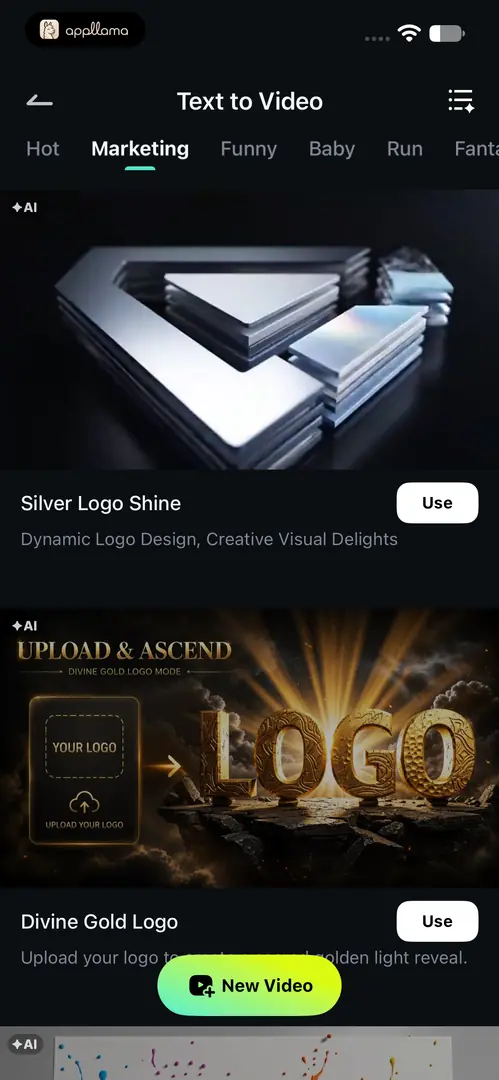 appllama
Text to Video
Hot Marketing Funny Baby Run Fanta
AI
Silver Logo Shine
Use
Dynamic Logo Design, Creative Visual Delights
AI
UPLOAD & ASCEND
DIVINE GOLD LOGO MODE
YOUR LOGO
UPLOAD YOUR LOGO
LOGO
Divine Gold Logo
Use
Upload your logo to golden light reveal.
New Video
AI